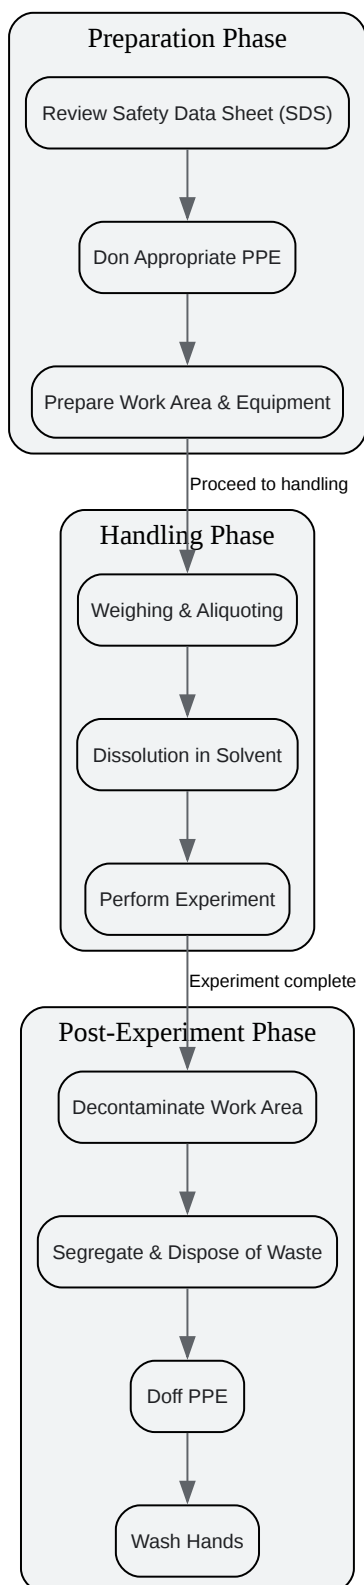 Preparation Phase
Review Safety Data Sheet (SDS)
Don Appropriate PPE
Prepare Work Area & Equipment
Proceed to handling
Handling Phase
Weighing & Aliquoting
Dissolution in Solvent
Perform Experiment
Experiment complete
Post-Experiment Phase
Decontaminate Work Area
Segregate & Dispose of Waste
Doff PPE
Wash Hands